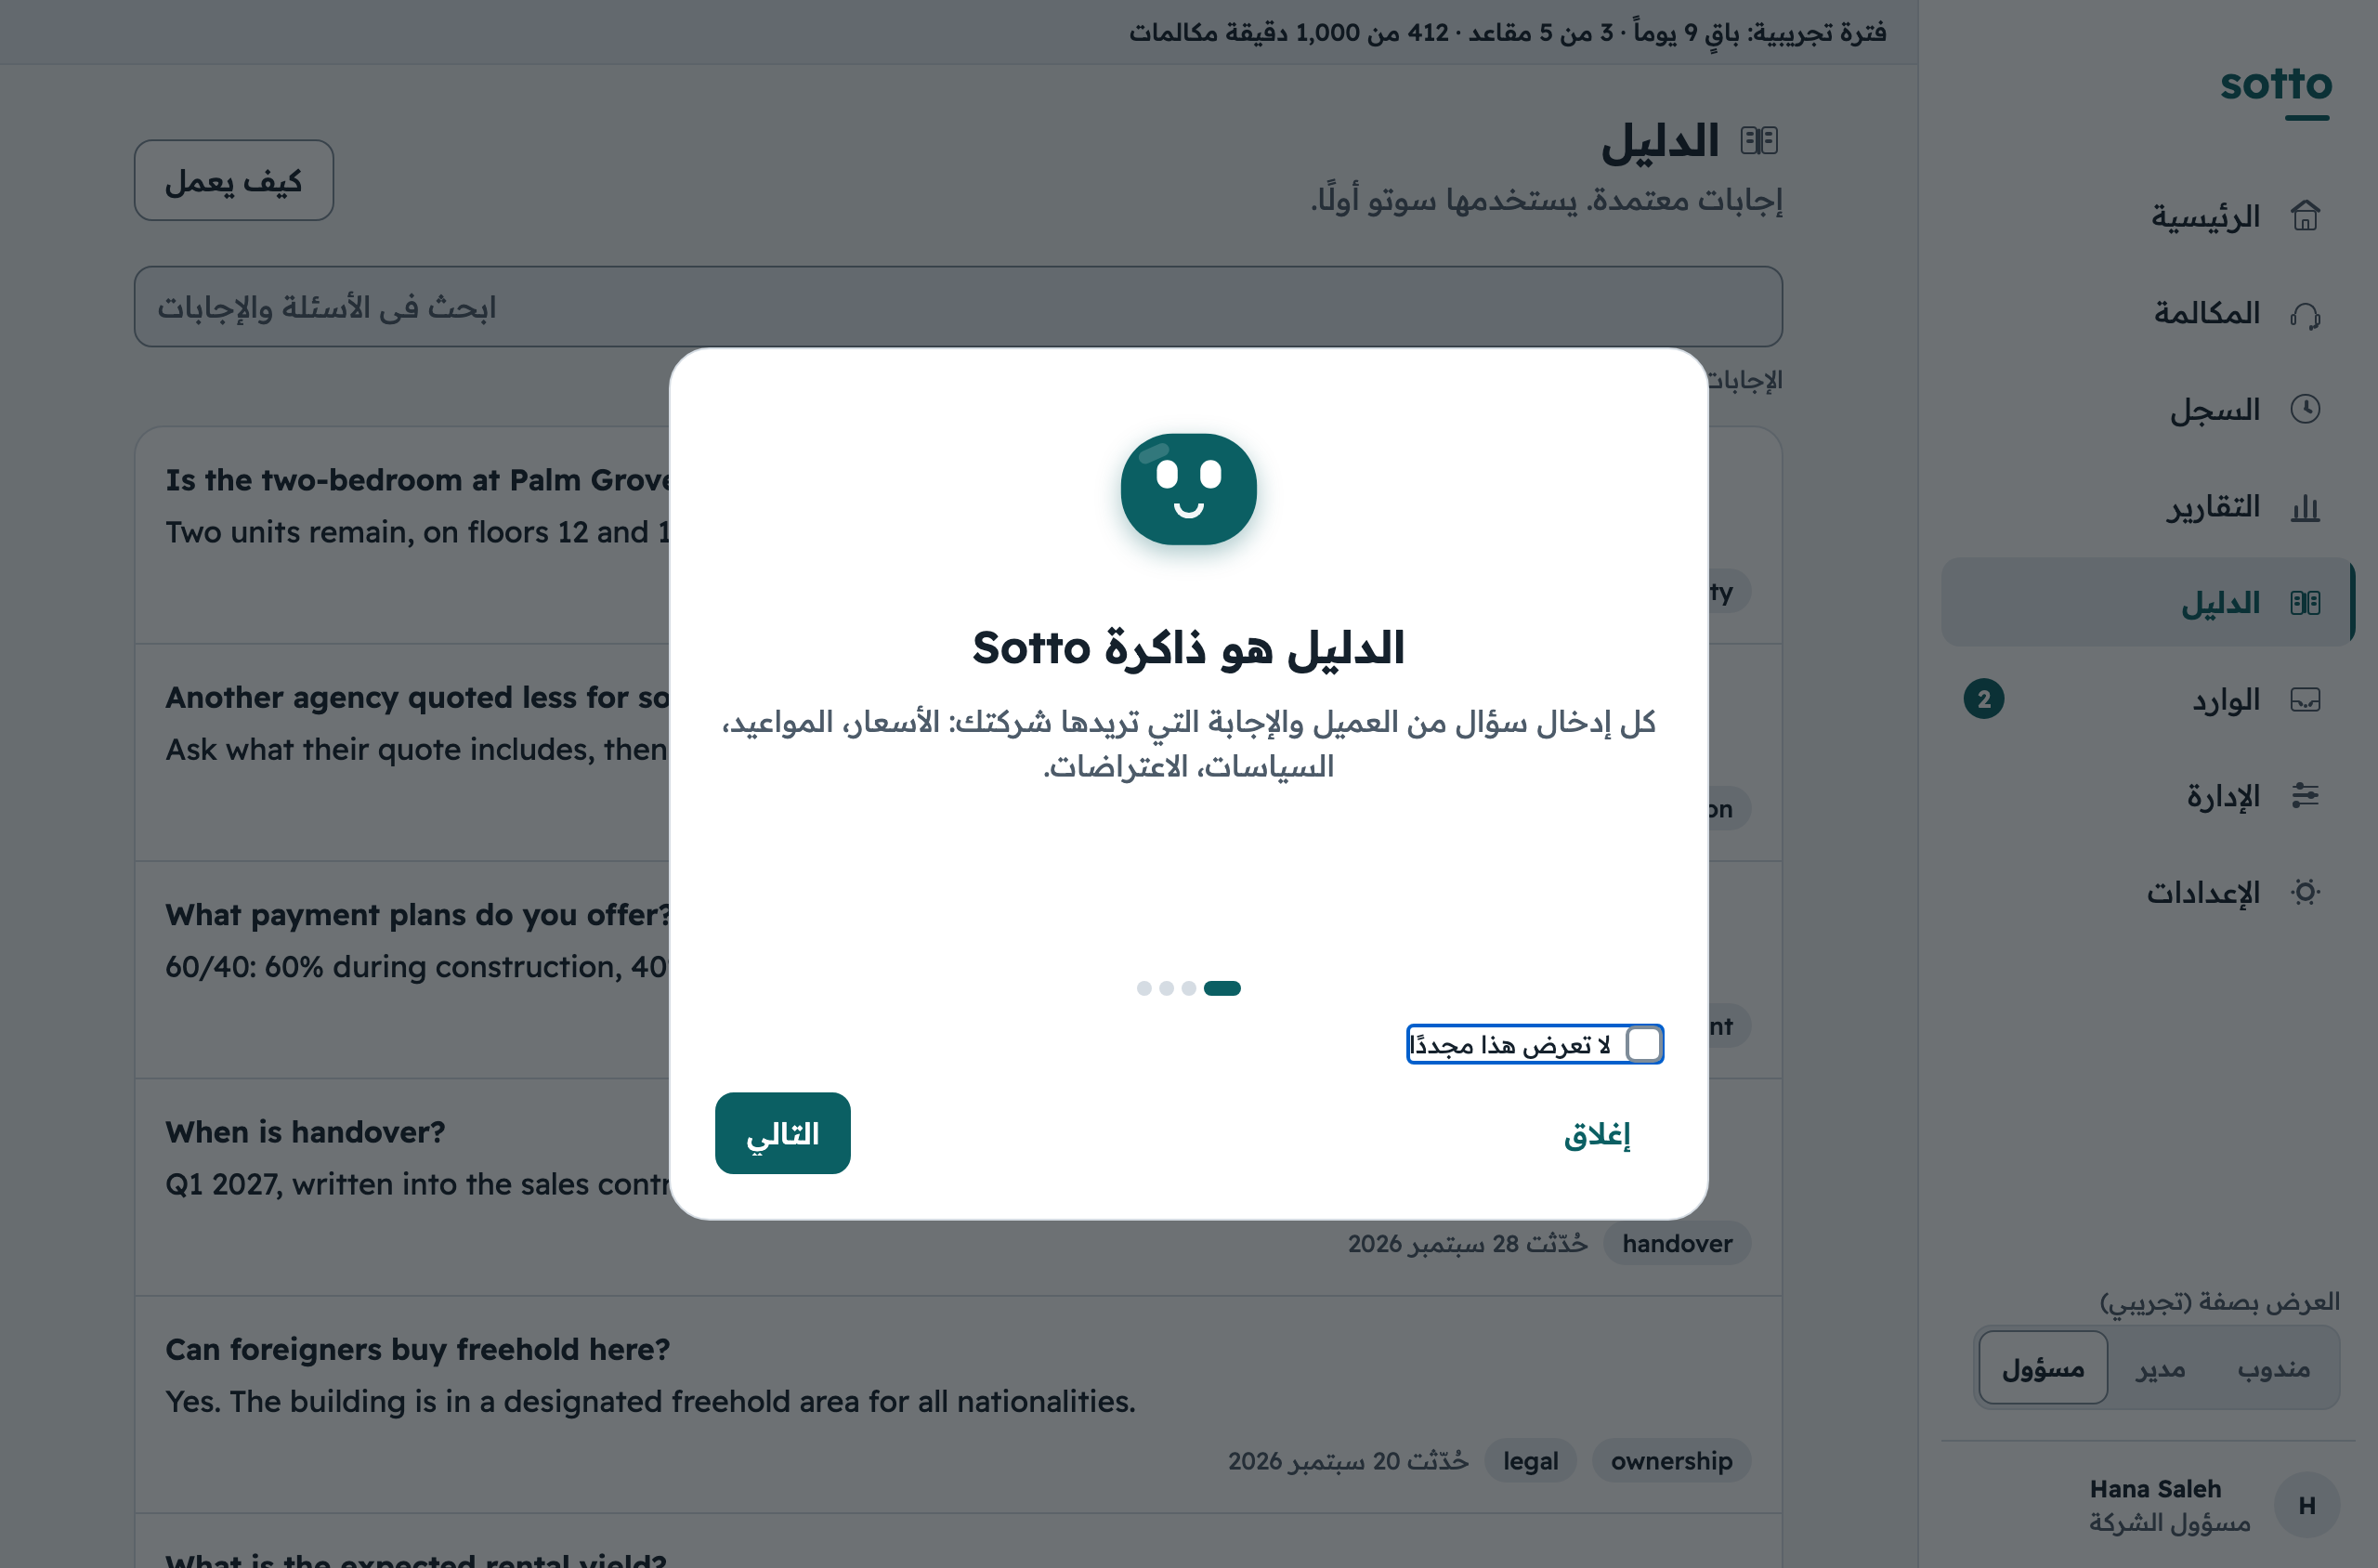 فترة تجريبية: باقٍ 9 يوماً · 3 من 5 مقاعد · 412 من 1,000 دقيقة مكالمات
sotto
الرئيسية
المكالمة
السجل
التقارير
الدليل
الوارد
2
الإدارة
الإعدادات
العرض بصفة (تجريبي)
مندوب
مدير
مسؤول
H
Hana Saleh
مسؤول الشركة
الدليل
إجابات معتمدة. يستخدمها سوتو أولًا.
كيف يعمل
ابحث في الأسئلة والإجابات
الإجابات
Is the two-bedroom at Palm Grove
Two units remain, on floors 12 and
Another agency quoted less for
Ask what their quote includes, then
What payment plans do you offer?
60/40: 60% during construction,
When is handover?
Q1 2027, written into the sales
handover
حُدّثت 28 سبتمبر 2026
Can foreigners buy freehold here?
Yes. The building is in a designated freehold area for all nationalities.
ownership
legal
حُدّثت 20 سبتمبر 2026
What is the expected rental yield?
الدليل هو ذاكرة Sotto
كل إدخال سؤال من العميل والإجابة التي تريدها شركتك: الأسعار، المواعيد،
السياسات، الاعتراضات.
لا تعرض هذا مجددًا
إغلاق
التالي